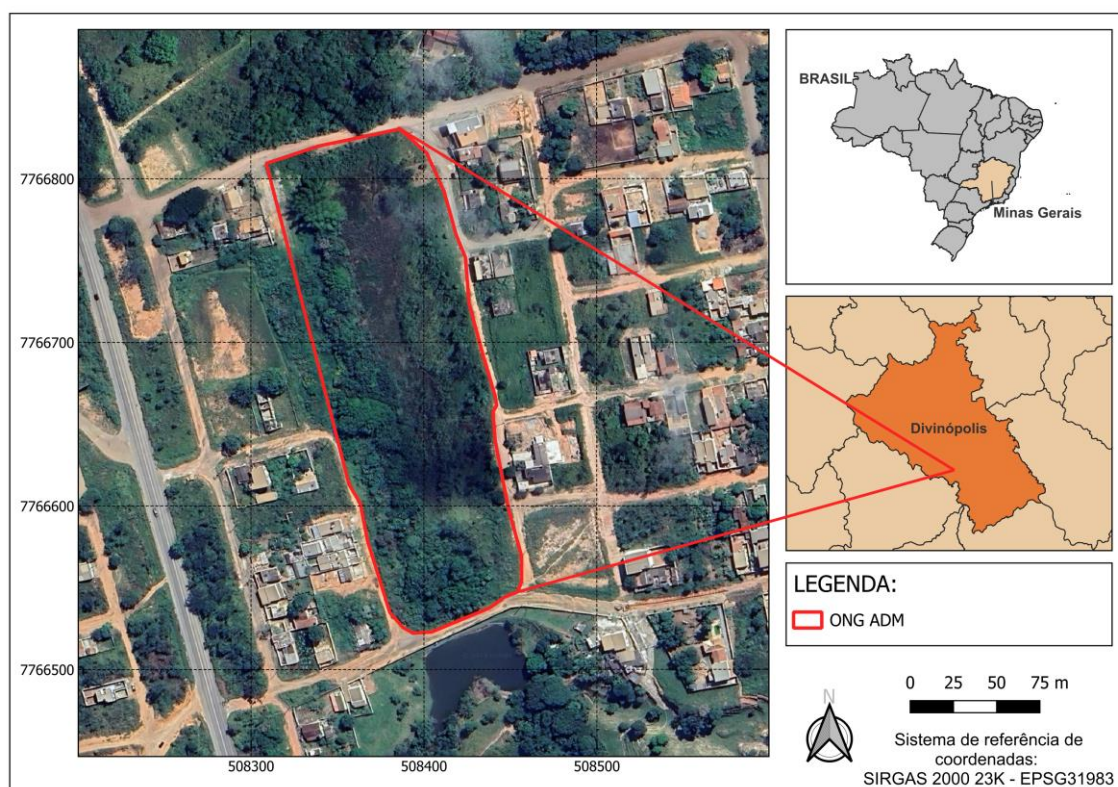 7766800
7766700
7766600
7766500
508300
508400
508500
BRASIL
Minas Gerais
Divinópolis
LEGENDA:
ONG ADM
N
0 25 50 75 m
Sistema de referência de
coordenadas:
SIRGAS 2000 23K - EPSG31983